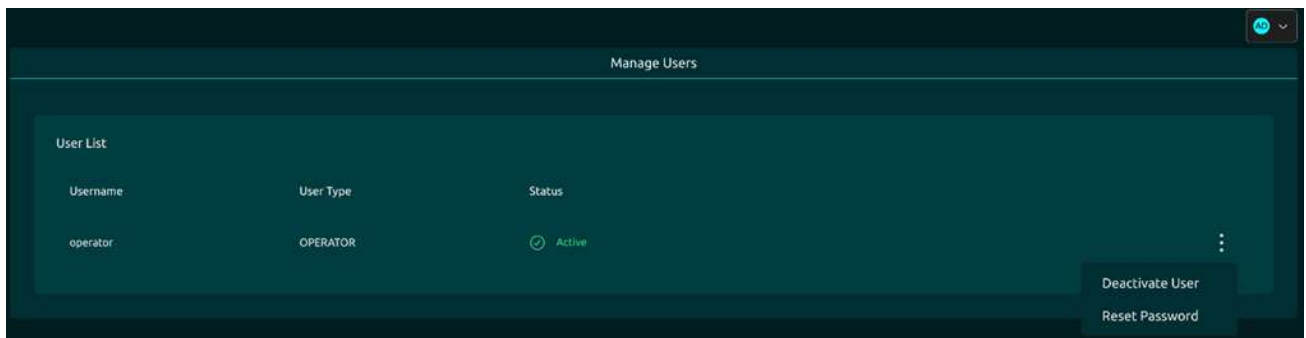 AD
Manage Users
User List
Username User Type Status
operator OPERATOR Active
Deactivate User
Reset Password